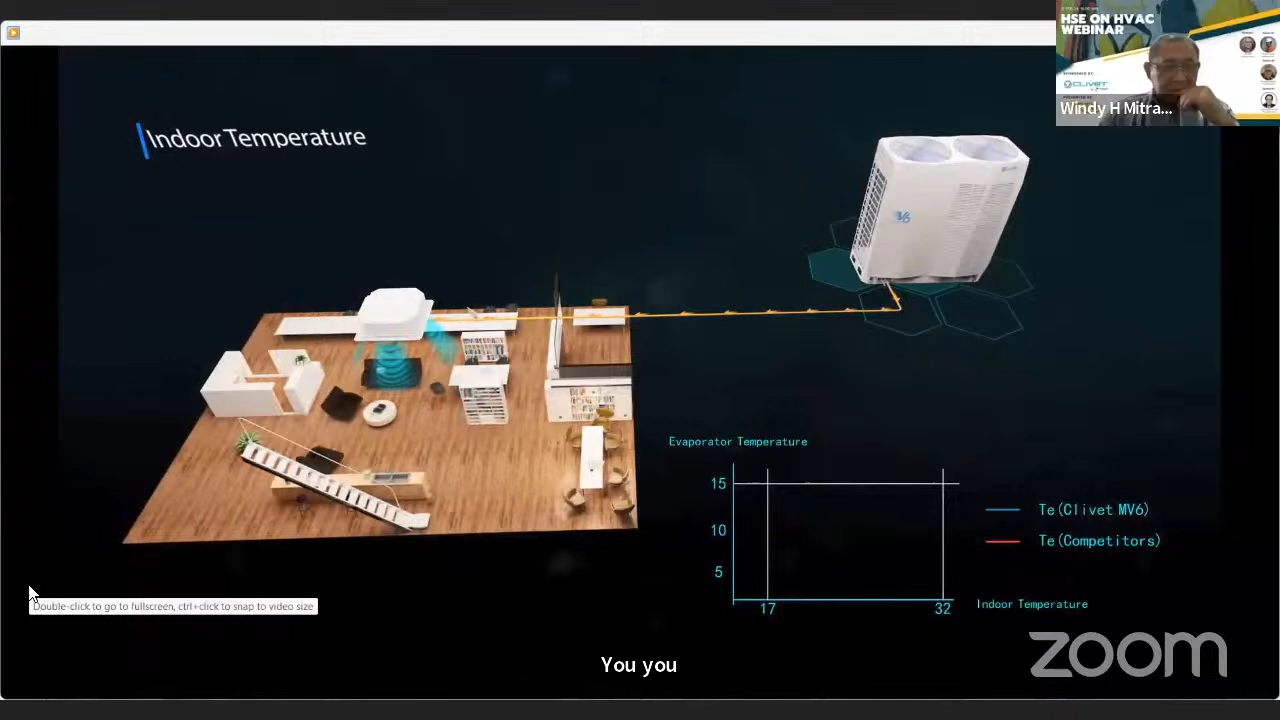 HSE ON HVAC
WEBINAR
CLIVET
Windy H Mitra...
Indoor Temperature
V6
Evaporator Temperature
15
10
5
17
32
Indoor Temperature
Te(Clivet MV6)
Te(Competitors)
Double-click to go to fullscreen, ctrl+click to snap to video size
You you
zoom